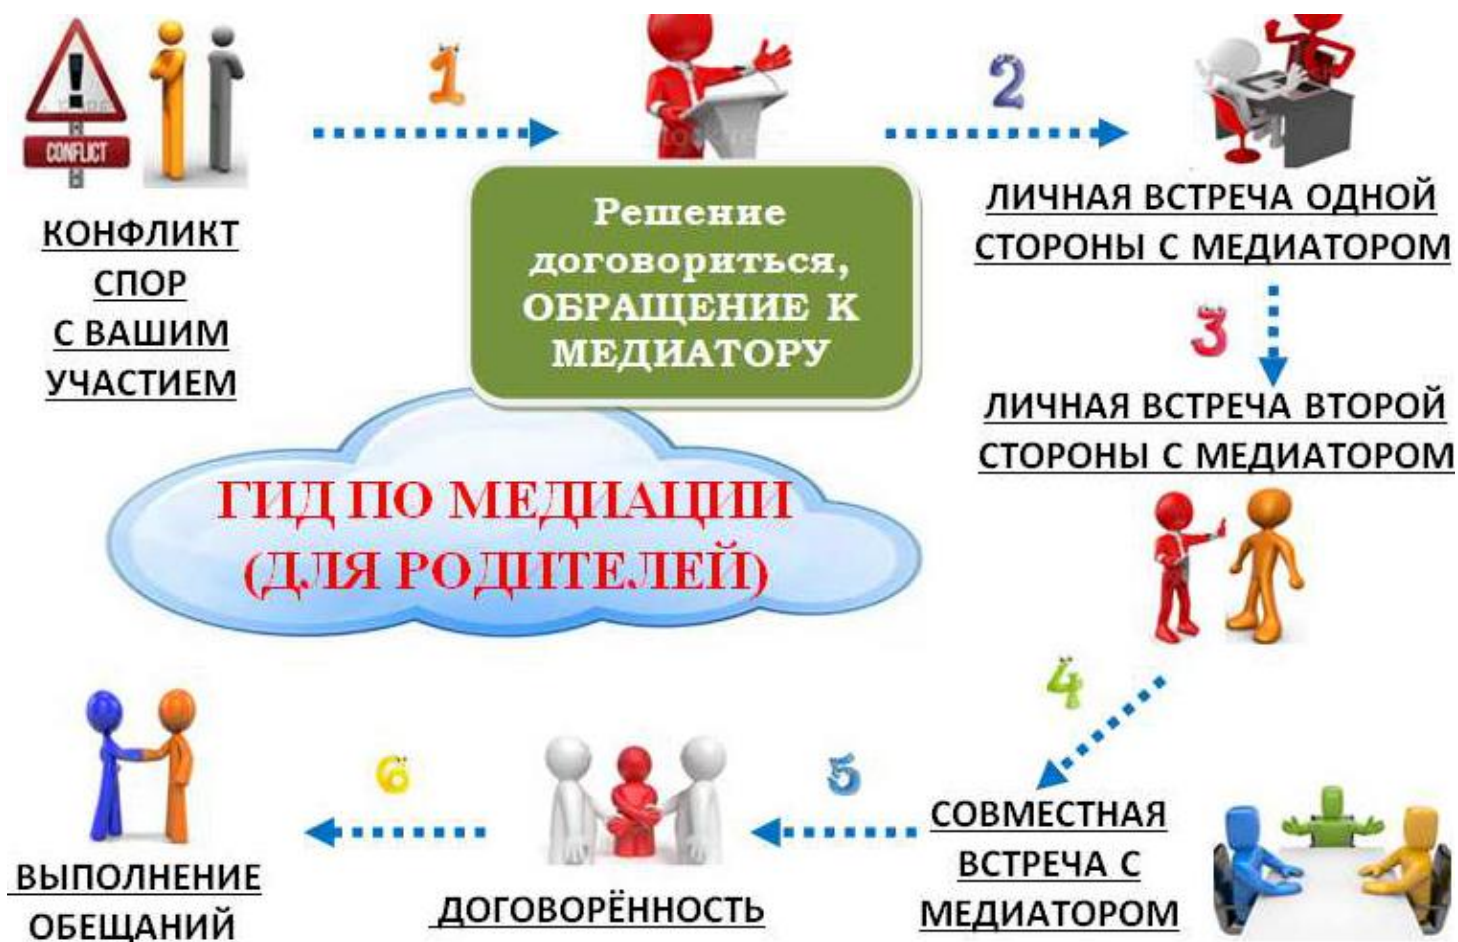 CONFLICT
КОНФЛИКТ
СПОР
С ВАШИМ
УЧАСТИЕМ
1
Решение
договориться,
ОБРАЩЕНИЕ К
МЕДИАТОРУ
2
ЛИЧНАЯ ВСТРЕЧА ОДНОЙ
СТОРОНЫ С МЕДИАТОРОМ
3
ЛИЧНАЯ ВСТРЕЧА ВТОРОЙ
СТОРОНЫ С МЕДИАТОРОМ
ГИД ПО МЕДИАЦИИ
(ДЛЯ РОДИТЕЛЕЙ)
4
СОВМЕСТНАЯ
ВСТРЕЧА С
МЕДИАТОРОМ
5
ДОГОВОРЁННОСТЬ
6
ВЫПОЛНЕНИЕ
ОБЕЩАНИЙ